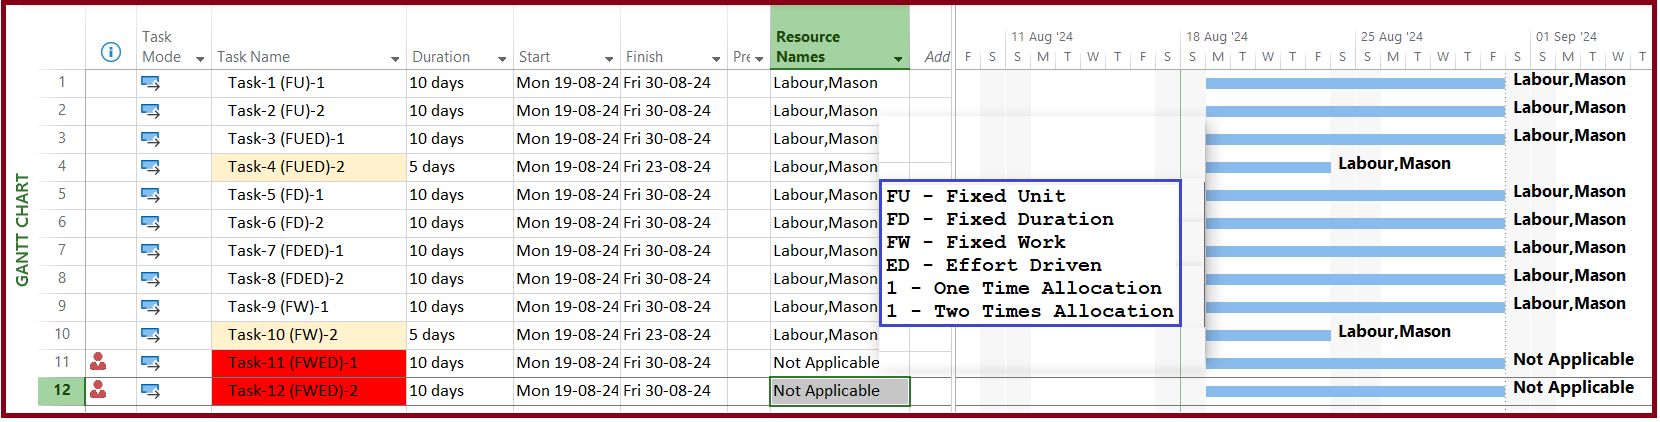 Task Mode Task Name Duration Start Finish Pre Resource Names Add
11 Aug '24 18 Aug '24 25 Aug '24 01 Sep '24
F S S M T W T F S S M T W T F S S M T W T F S S M T W T
GANTT CHART
1 Task-1 (FU)-1 10 days Mon 19-08-24 Fri 30-08-24 Labour,Mason Labour,Mason
2 Task-2 (FU)-2 10 days Mon 19-08-24 Fri 30-08-24 Labour,Mason Labour,Mason
3 Task-3 (FUED)-1 10 days Mon 19-08-24 Fri 30-08-24 Labour,Mason Labour,Mason
4 Task-4 (FUED)-2 5 days Mon 19-08-24 Fri 23-08-24 Labour,Mason Labour,Mason
5 Task-5 (FD)-1 10 days Mon 19-08-24 Fri 30-08-24 Labour,Mason Labour,Mason
6 Task-6 (FD)-2 10 days Mon 19-08-24 Fri 30-08-24 Labour,Mason Labour,Mason
7 Task-7 (FDED)-1 10 days Mon 19-08-24 Fri 30-08-24 Labour,Mason Labour,Mason
8 Task-8 (FDED)-2 10 days Mon 19-08-24 Fri 30-08-24 Labour,Mason Labour,Mason
9 Task-9 (FW)-1 10 days Mon 19-08-24 Fri 30-08-24 Labour,Mason Labour,Mason
10 Task-10 (FW)-2 5 days Mon 19-08-24 Fri 23-08-24 Labour,Mason Labour,Mason
11 Task-11 (FWED)-1 10 days Mon 19-08-24 Fri 30-08-24 Not Applicable Not Applicable
12 Task-12 (FWED)-2 10 days Mon 19-08-24 Fri 30-08-24 Not Applicable Not Applicable
FU - Fixed Unit
FD - Fixed Duration
FW - Fixed Work
ED - Effort Driven
1 - One Time Allocation
1 - Two Times Allocation